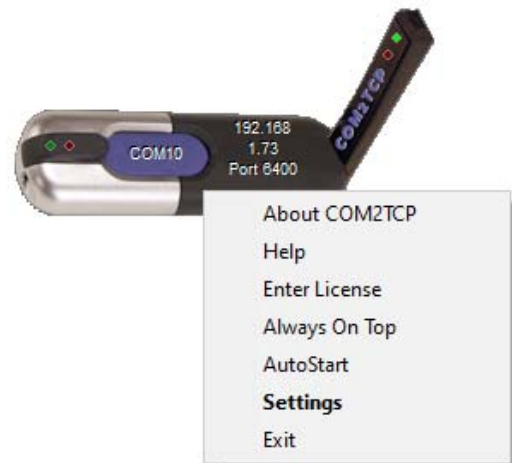 COM2TCP
COM10
192.168
1.73
Port 6400
About COM2TCP
Help
Enter License
Always On Top
AutoStart
Settings
Exit